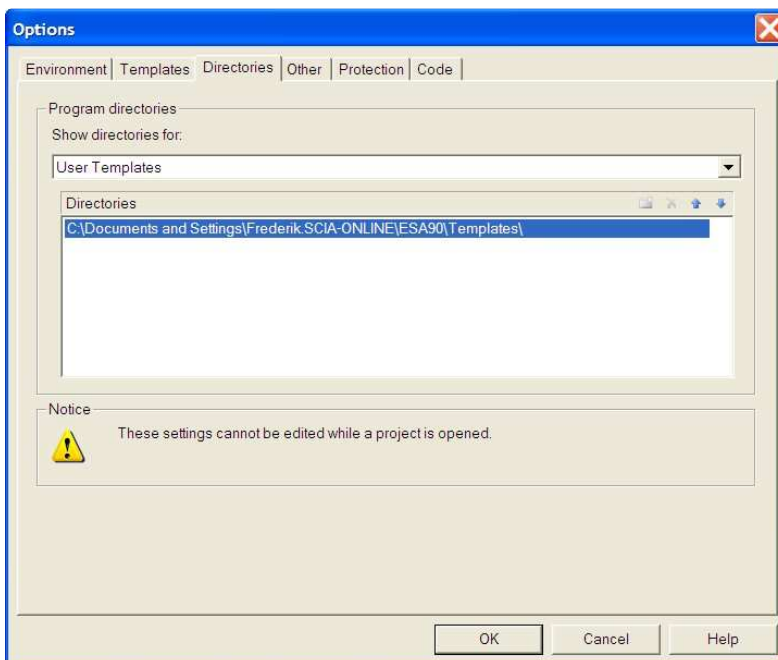 Options
Environment Templates Directories Other Protection Code
Program directories
Show directories for:
User Templates
Directories
C:\Documents and Settings\Frederik.SCIA-ONLINE\ESA90\Templates\
Notice
These settings cannot be edited while a project is opened.
OK Cancel Help